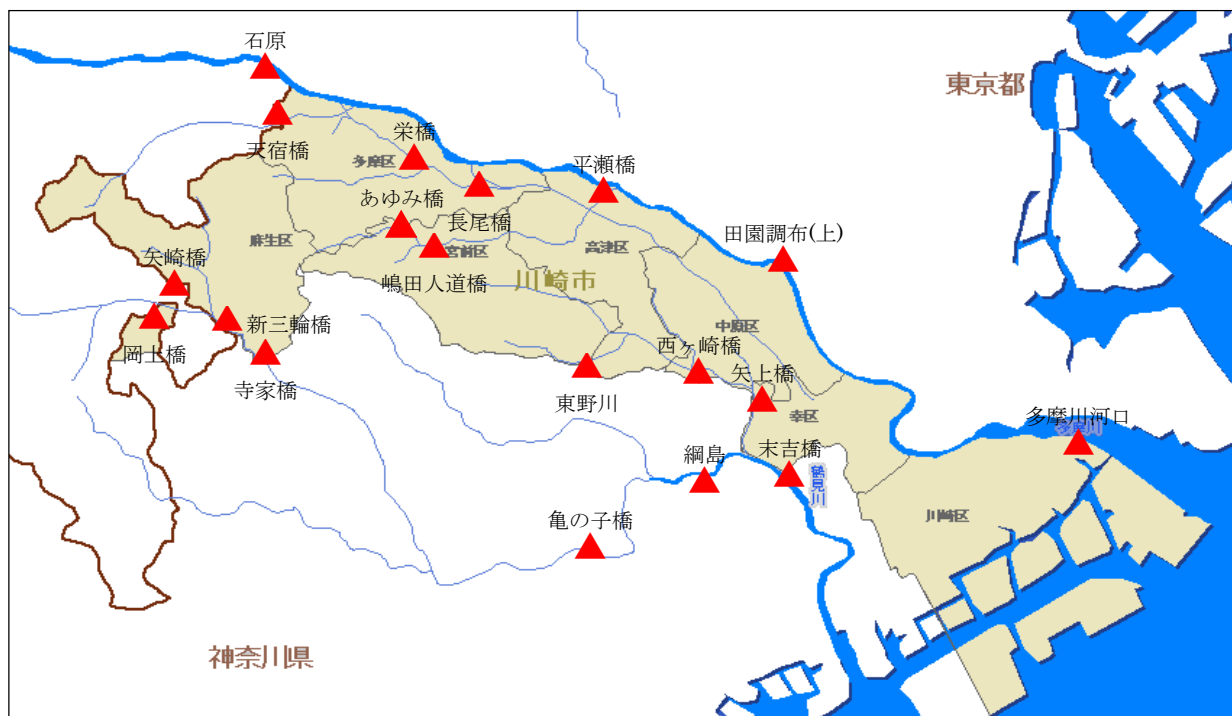 石原
東京都
天宿橋
栄橋
多摩区
平瀬橋
あゆみ橋
長尾橋
田園調布(上)
麻生区
宮前区
高津区
矢崎橋
嶋田人道橋
川崎市
新三輪橋
中原区
岡上橋
西ヶ崎橋
寺家橋
東野川
矢上橋
幸区
多摩川河口
多摩川
綱島
末吉橋
鶴見川
亀の子橋
川崎区
神奈川県